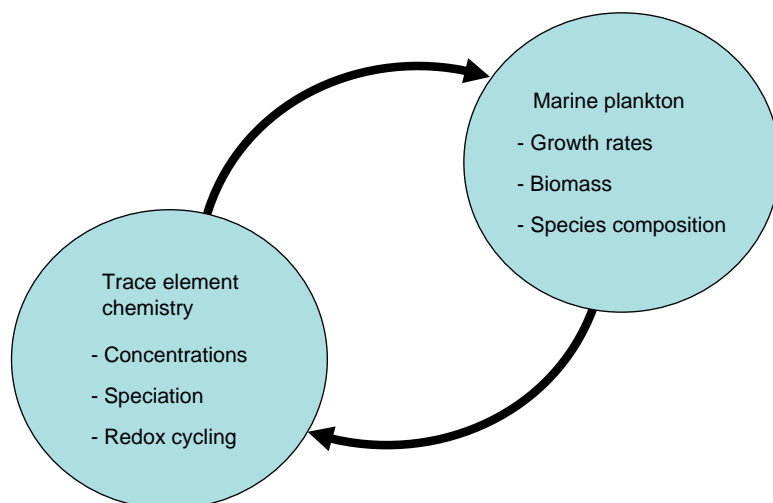 Marine plankton
- Growth rates
- Biomass
- Species composition
Trace element
chemistry
- Concentrations
- Speciation
- Redox cycling